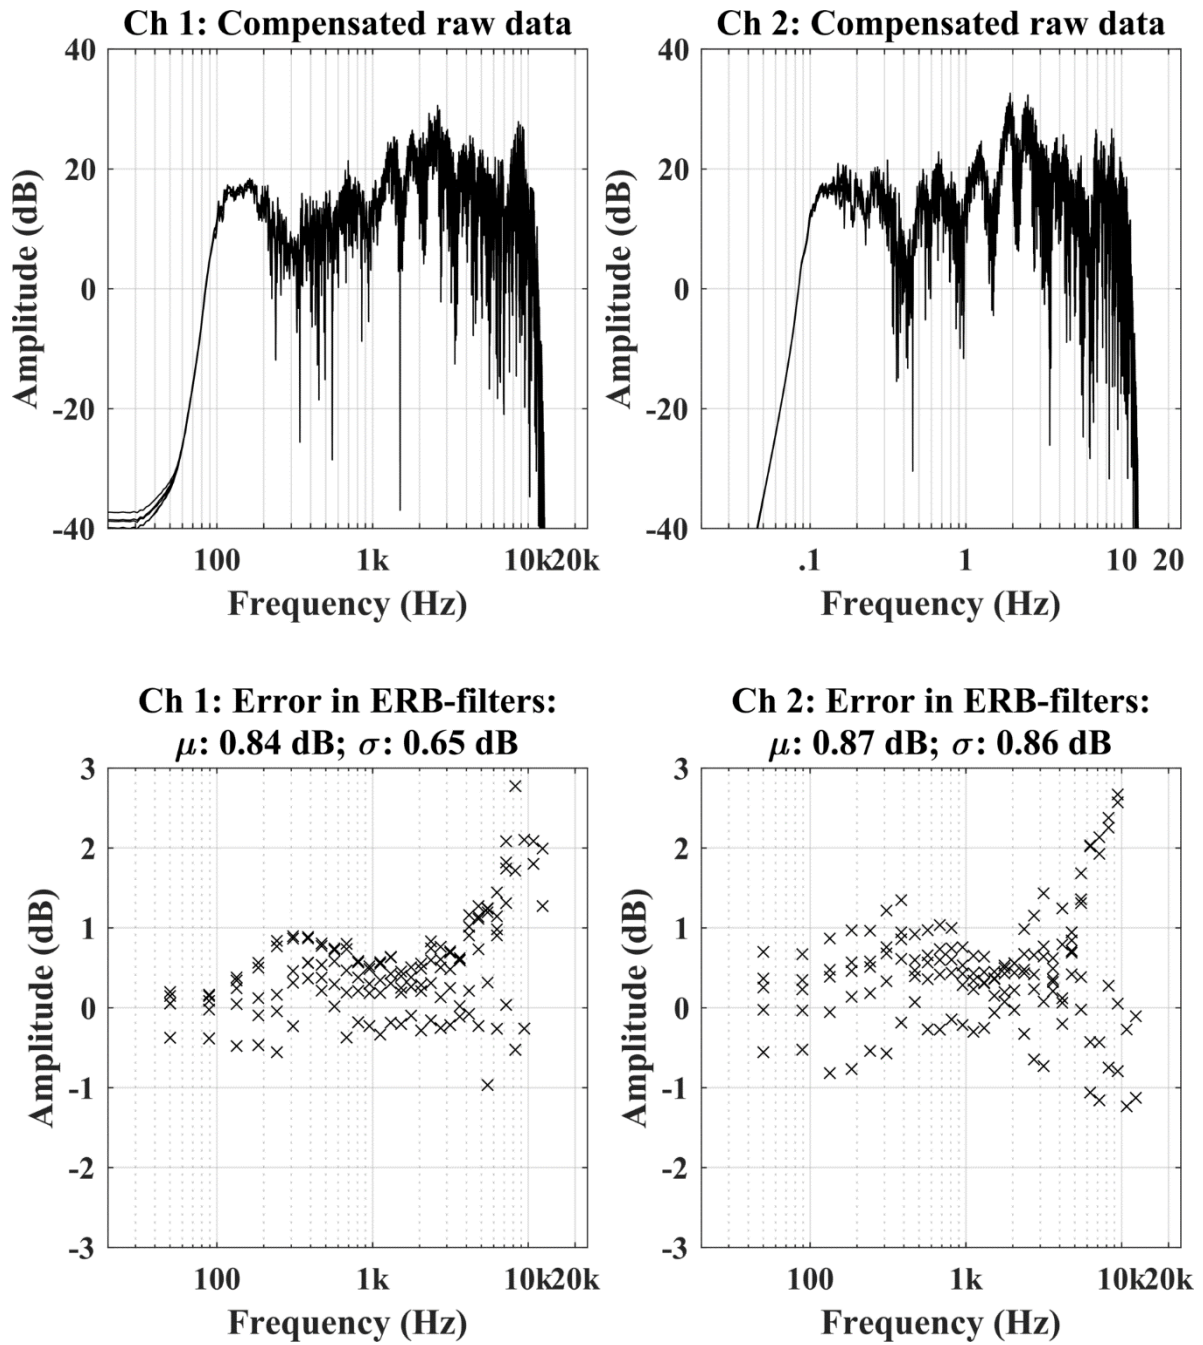 Ch 1: Compensated raw data
40
20
0
-20
-40
Amplitude (dB)
100
1k
10k20k
Frequency (Hz)
Ch 2: Compensated raw data
40
20
0
-20
-40
Amplitude (dB)
.1
1
10
20
Frequency (Hz)
Ch 1: Error in ERB-filters:
μ: 0.84 dB; σ: 0.65 dB
3
2
1
0
-1
-2
-3
Amplitude (dB)
100
1k
10k20k
Frequency (Hz)
Ch 2: Error in ERB-filters:
μ: 0.87 dB; σ: 0.86 dB
3
2
1
0
-1
-2
-3
Amplitude (dB)
100
1k
10k20k
Frequency (Hz)